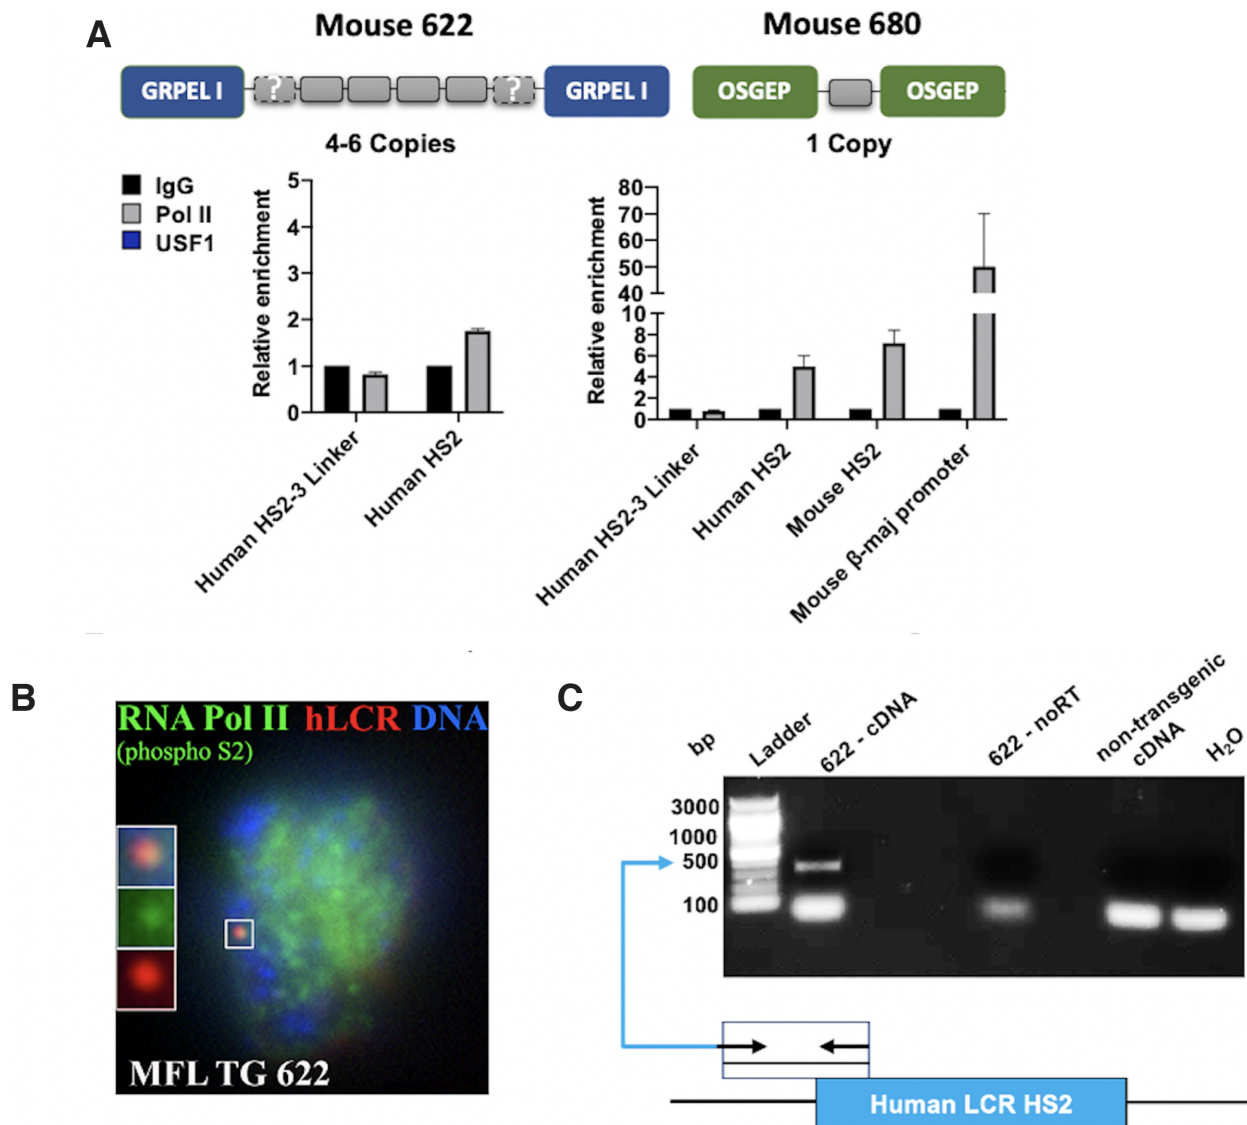 A
Mouse 622
Mouse 680
GRPEL I
?
?
GRPEL I
OSGEP
OSGEP
4-6 Copies
1 Copy
IgG
Pol II
USF1
Relative enrichment
5
4
3
2
1
0
Human HS2-3 Linker
Human HS2
Relative enrichment
80
70
60
50
40
10
8
6
4
2
0
Human HS2-3 Linker
Human HS2
Mouse HS2
Mouse β-maj promoter
B
RNA Pol II hLCR DNA
(phospho S2)
MFL TG 622
C
bp
Ladder
622 - cDNA
622 - noRT
non-transgenic
cDNA
H₂O
3000
1000
500
100
Human LCR HS2